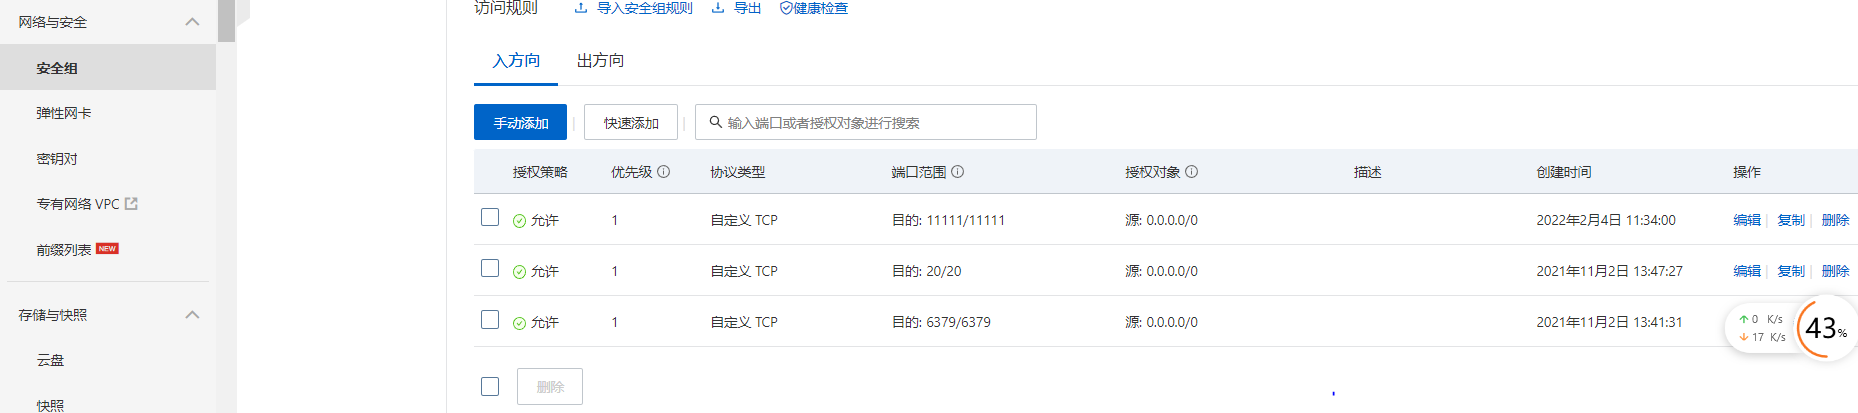 网络与安全
安全组
弹性网卡
密钥对
专有网络 VPC
前缀列表 NEW
存储与快照
云盘
快照
访问规则 导入安全组规则 导出 健康检查
入方向 出方向
手动添加 快速添加 输入端口或者授权对象进行搜索
授权策略 优先级 协议类型 端口范围 授权对象 描述 创建时间 操作
允许 1 自定义 TCP 目的: 11111/11111 源: 0.0.0.0/0 2022年2月4日 11:34:00 编辑 | 复制 | 删除
允许 1 自定义 TCP 目的: 20/20 源: 0.0.0.0/0 2021年11月2日 13:47:27 编辑 | 复制 | 删除
允许 1 自定义 TCP 目的: 6379/6379 源: 0.0.0.0/0 2021年11月2日 13:41:31
0 K/s
17 K/s
43%
删除